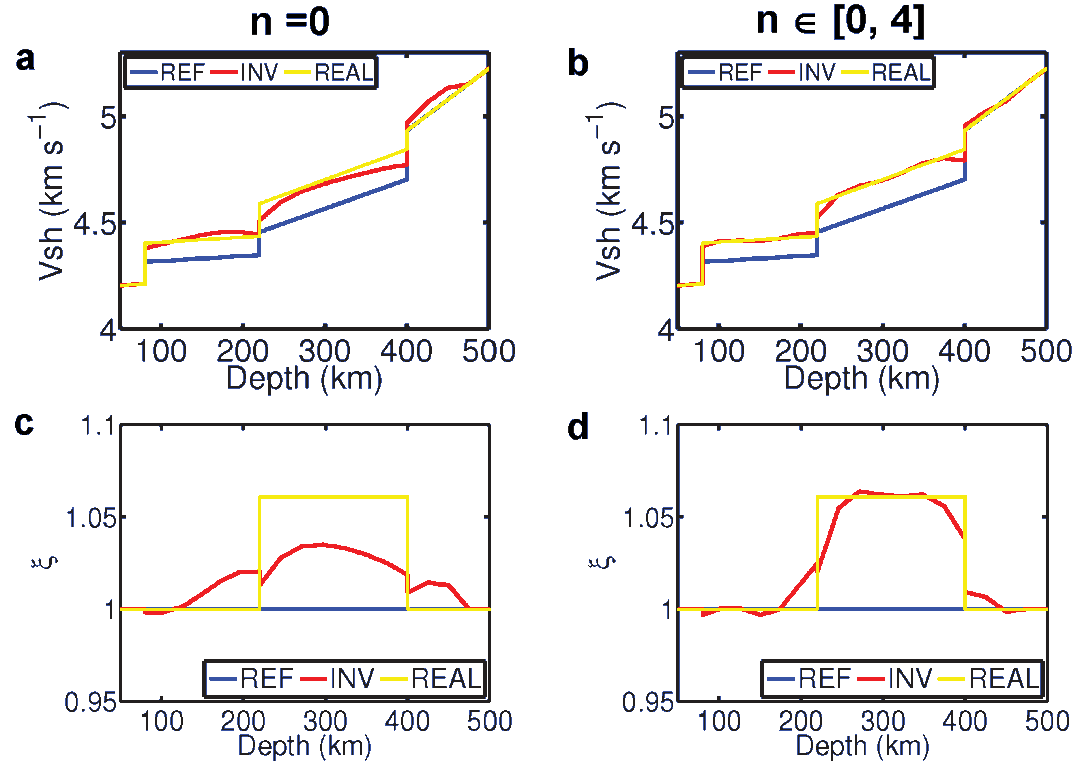 n =0
n ∈ [0, 4]
a
REF INV REAL
5
4.5
4
Vsh (km s−1)
100 200 300 400 500
Depth (km)
b
REF INV REAL
5
4.5
4
Vsh (km s−1)
100 200 300 400 500
Depth (km)
c
1.1
1.05
1
0.95
ξ
REF INV REAL
100 200 300 400 500
Depth (km)
d
1.1
1.05
1
0.95
ξ
REF INV REAL
100 200 300 400 500
Depth (km)